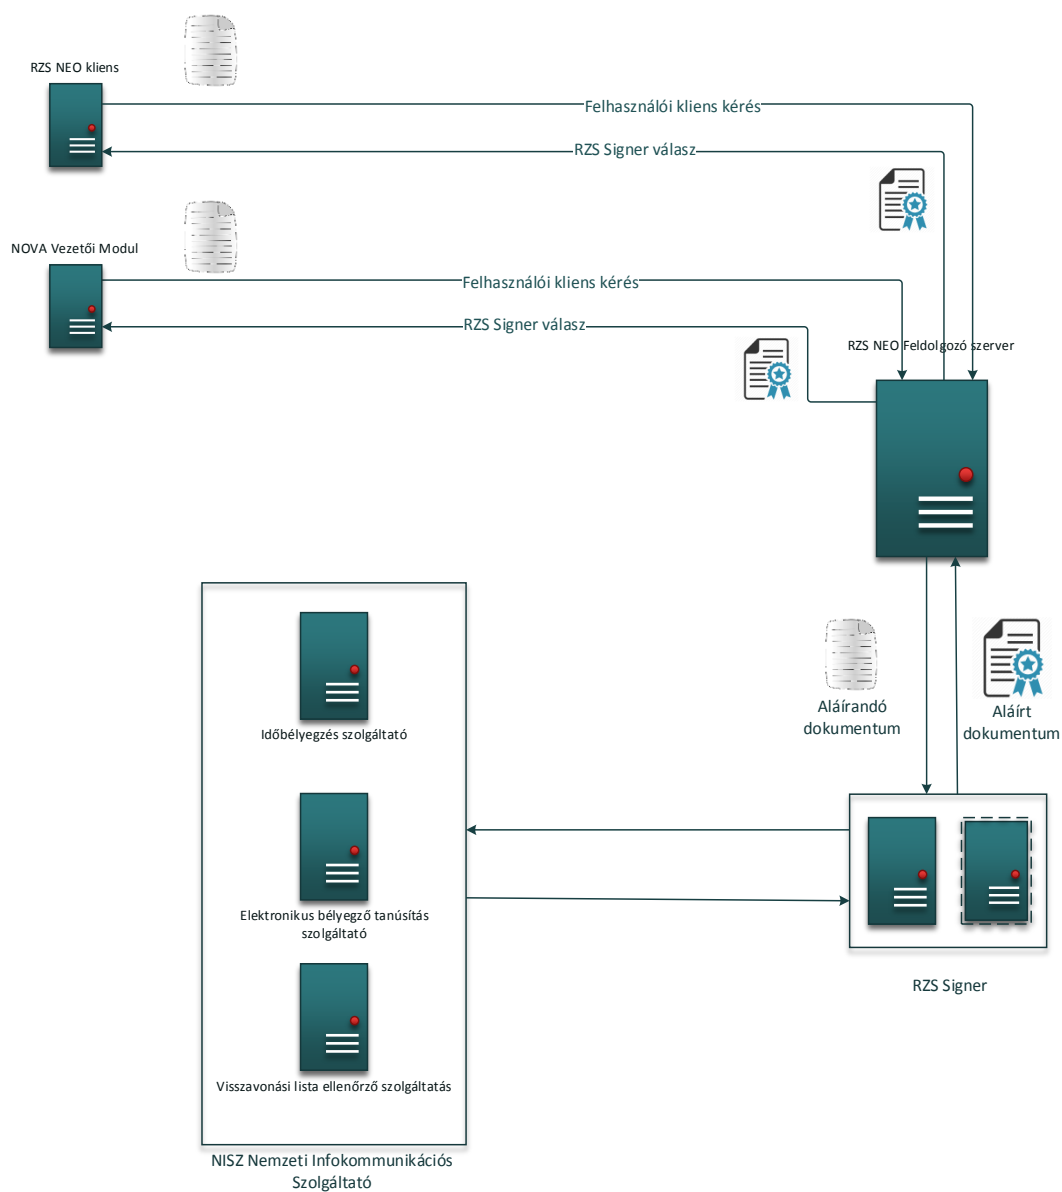 RZS NEO kliens
Felhasználói kliens kérés
RZS Signer válasz
NOVA Vezetői Modul
Felhasználói kliens kérés
RZS Signer válasz
RZS NEO Feldolgozó szerver
Időbélyegzés szolgáltató
Aláírandó
dokumentum
Aláírt
dokumentum
Elektronikus bélyegző tanúsítás
szolgáltató
RZS Signer
Visszavonási lista ellenőrző szolgáltatás
NISZ Nemzeti Infokommunikációs
Szolgáltató